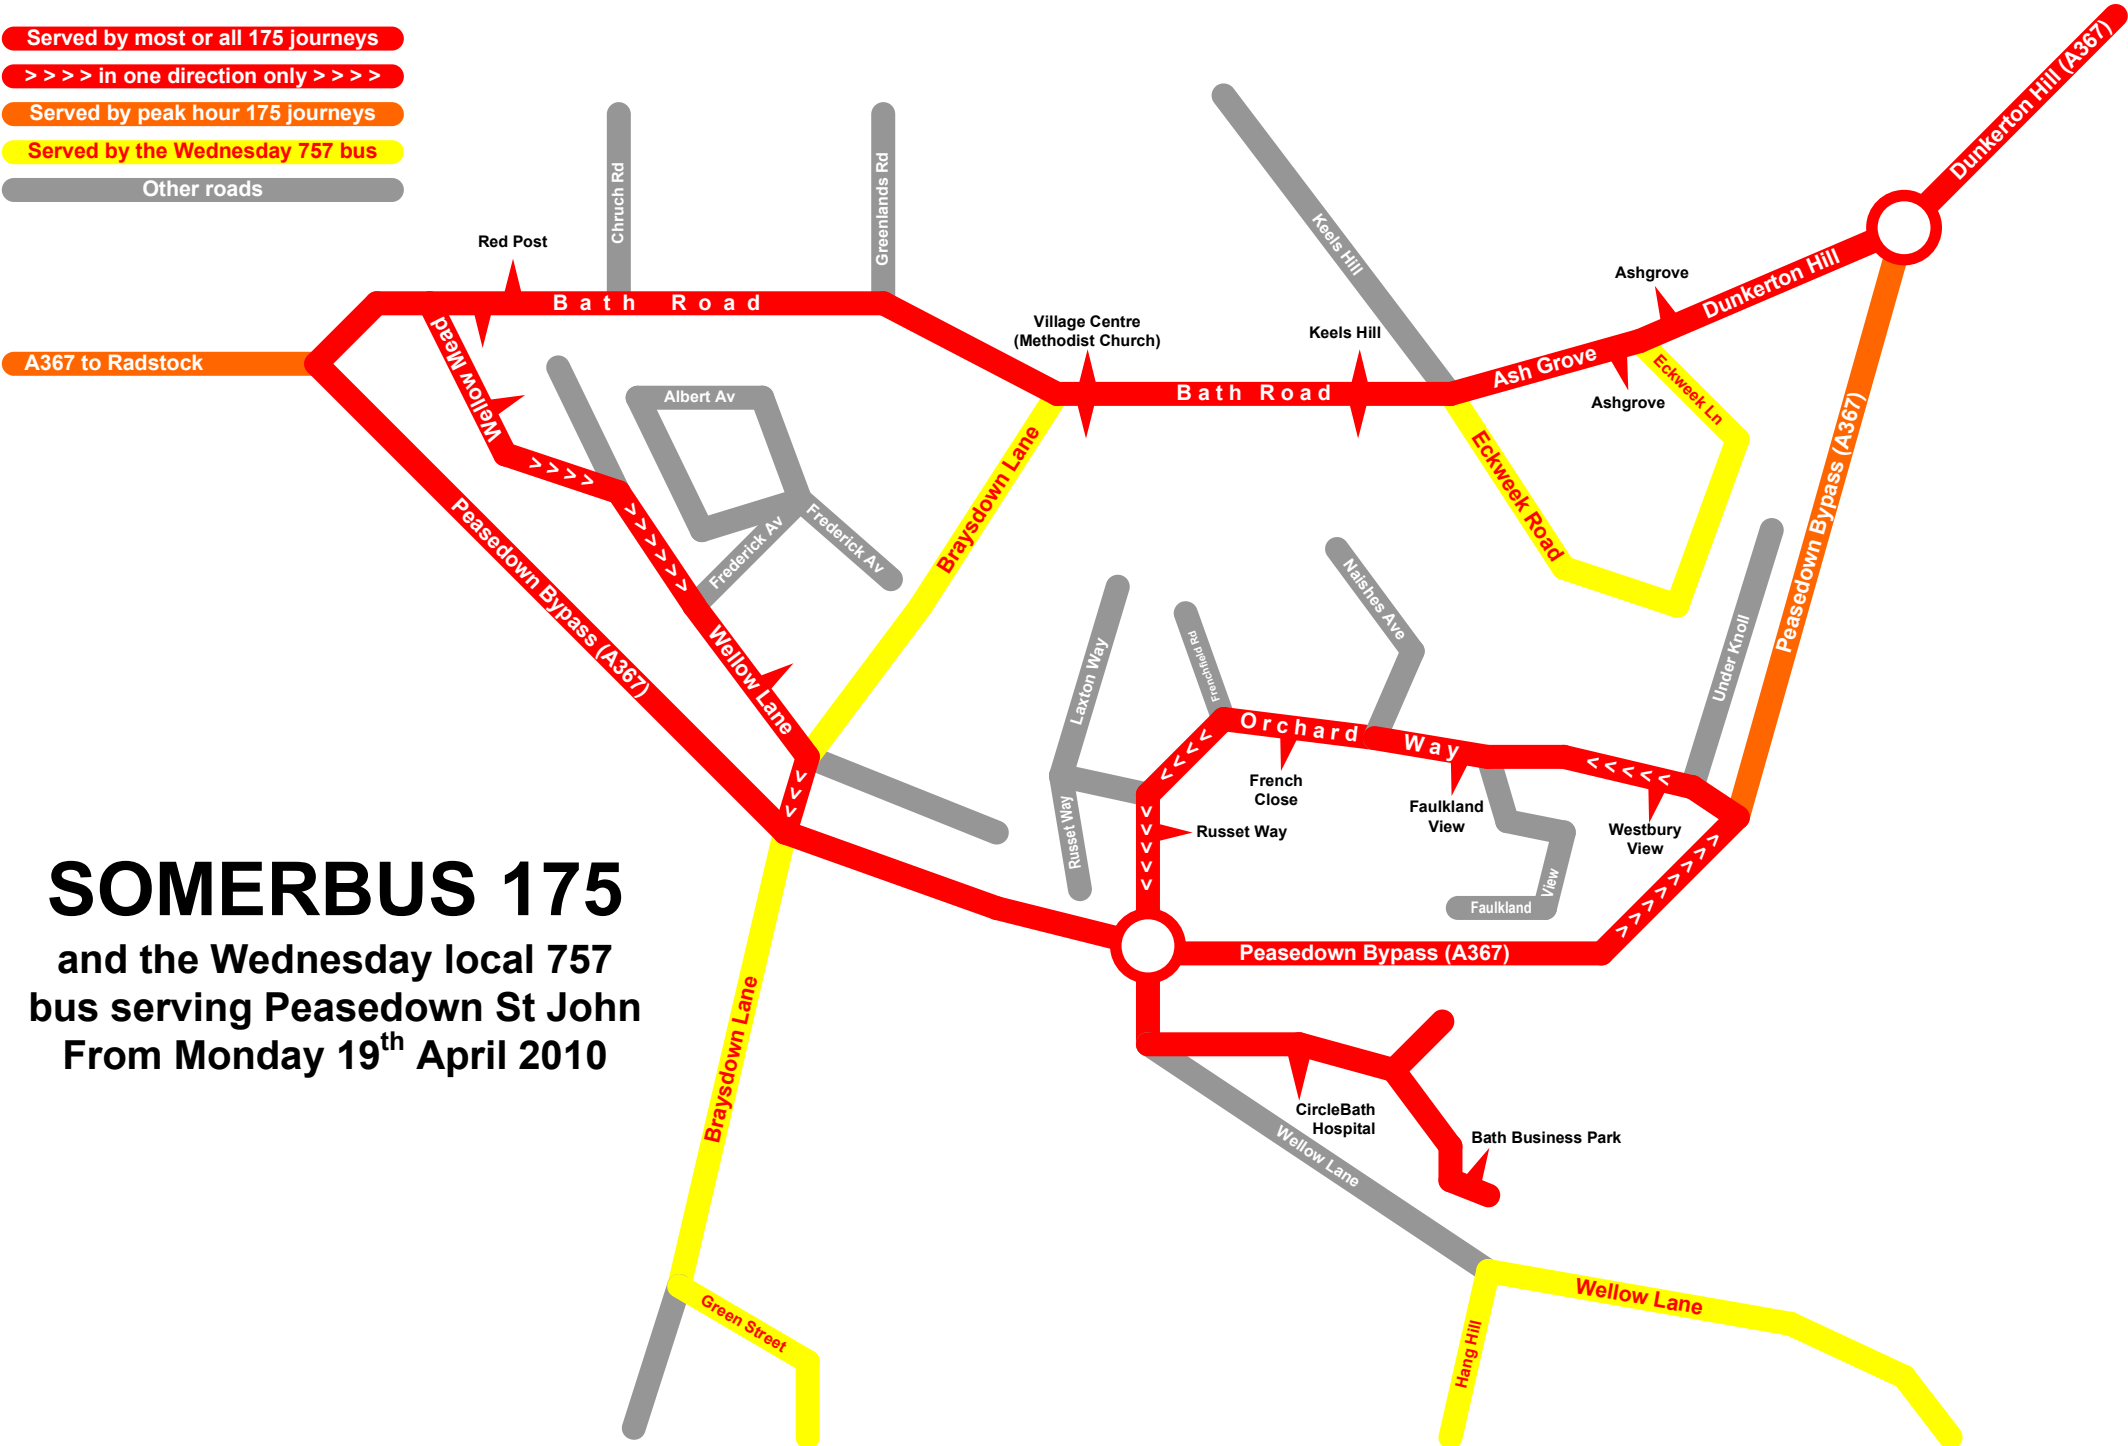 Served by most or all 175 journeys
> > > > in one direction only > > > >
Served by peak hour 175 journeys
Served by the Wednesday 757 bus
Other roads
Dunkerton Hill (A367)
Chruch Rd
Greenlands Rd
Keels Hill
Red Post
Bath Road
Ashgrove
Dunkerton Hill
Village Centre
(Methodist Church)
Keels Hill
A367 to Radstock
Wellow Mead
Albert Av
Bath Road
Ash Grove
Ashgrove
Eckweek Ln
> > > >
Braysdown Lane
Eckweek Road
Peasedown Bypass (A367)
Peasedown Bypass (A367)
> > > > > >
Frederick Av
Frederick Av
Naishes Ave
Wellow Lane
Laxton Way
Frenchfield Rd
Under Knoll
Orchard Way
> > >
< < < <
< < < < <
French
Close
Faulkland
View
Westbury
View
Russet Way
> > > > >
Russet Way
> > > > > > > >
Faulkland
View
SOMERBUS 175
and the Wednesday local 757
bus serving Peasedown St John
From Monday 19th April 2010
Peasedown Bypass (A367)
Braysdown Lane
CircleBath
Hospital
Bath Business Park
Wellow Lane
Green Street
Wellow Lane
Hang Hill